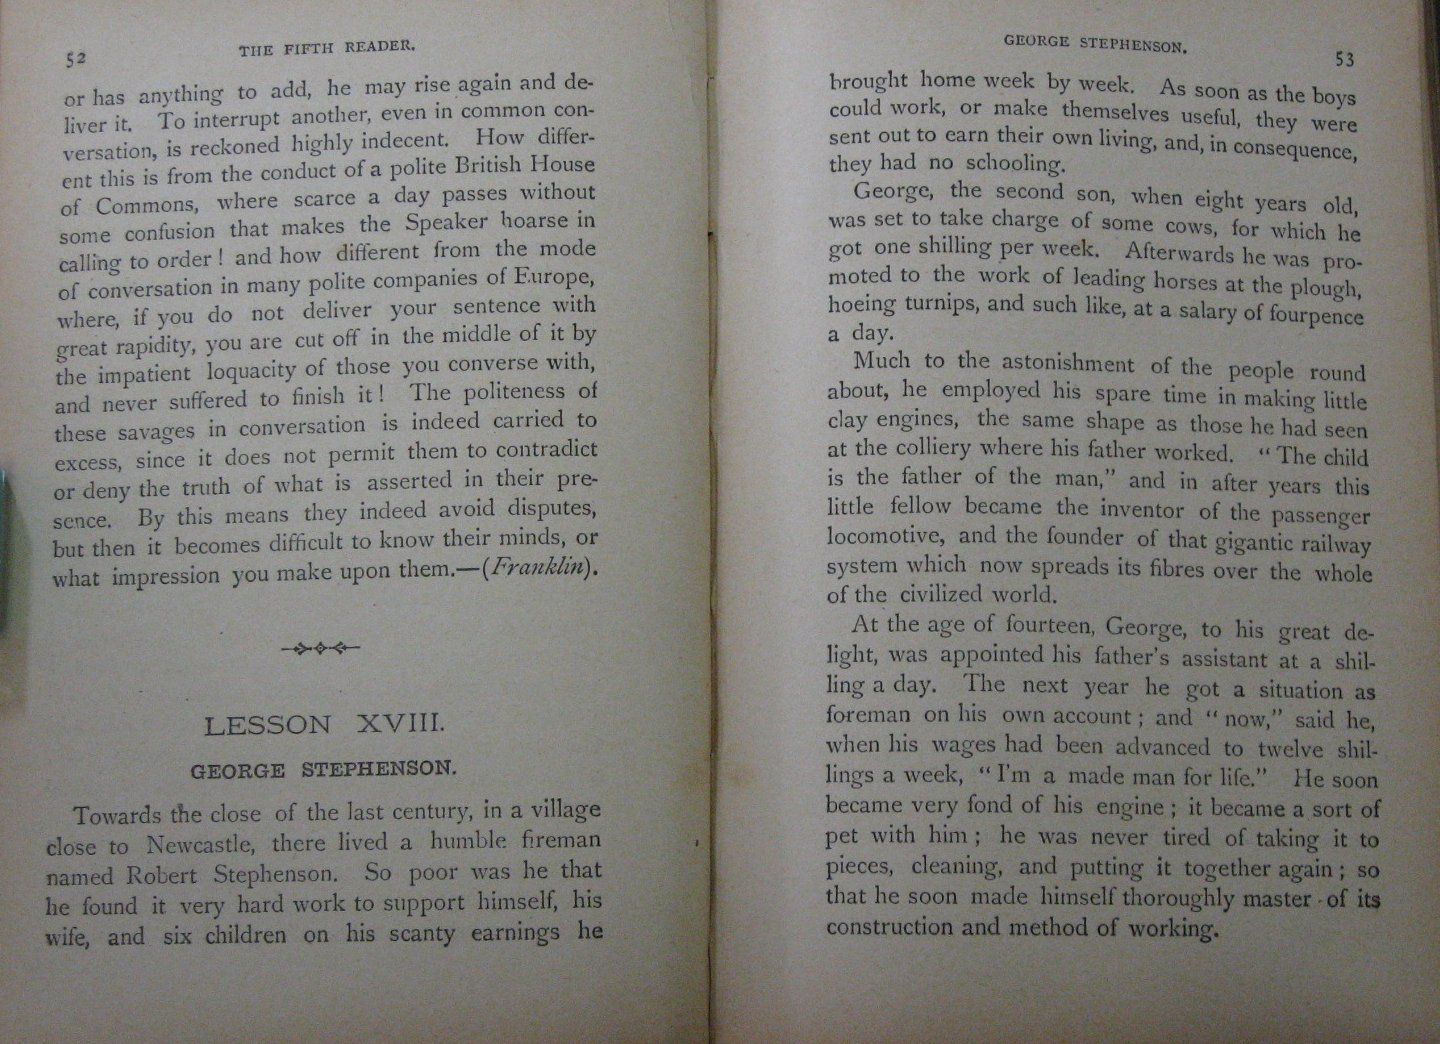 52
THE FIFTH READER.
or has anything to add, he may rise again and de-
liver it. To interrupt another, even in common con-
versation, is reckoned highly indecent. How differ-
ent this is from the conduct of a polite British House
of Commons, where scarce a day passes without
some confusion that makes the Speaker hoarse in
calling to order! and how different from the mode
of conversation in many polite companies of Europe,
where, if you do not deliver your sentence with
great rapidity, you are cut off in the middle of it by
the impatient loquacity of those you converse with,
and never suffered to finish it! The politeness of
these savages in conversation is indeed carried to
excess, since it does not permit them to contradict
or deny the truth of what is asserted in their pre-
sence. By this means they indeed avoid disputes,
but then it becomes difficult to know their minds, or
what impression you make upon them.—(Franklin).
LESSON XVIII.
GEORGE STEPHENSON.
Towards the close of the last century, in a village
close to Newcastle, there lived a humble fireman
named Robert Stephenson. So poor was he that
he found it very hard work to support himself, his
wife, and six children on his scanty earnings he
GEORGE STEPHENSON.
53
brought home week by week. As soon as the boys
could work, or make themselves useful, they were
sent out to earn their own living, and, in consequence,
they had no schooling.
George, the second son, when eight years old,
was set to take charge of some cows, for which he
got one shilling per week. Afterwards he was pro-
moted to the work of leading horses at the plough,
hoeing turnips, and such like, at a salary of fourpence
a day.
Much to the astonishment of the people round
about, he employed his spare time in making little
clay engines, the same shape as those he had seen
at the colliery where his father worked. "The child
is the father of the man," and in after years this
little fellow became the inventor of the passenger
locomotive, and the founder of that gigantic railway
system which now spreads its fibres over the whole
of the civilized world.
At the age of fourteen, George, to his great de-
light, was appointed his father's assistant at a shil-
ling a day. The next year he got a situation as
foreman on his own account; and "now," said he,
when his wages had been advanced to twelve shil-
lings a week, "I'm a made man for life." He soon
became very fond of his engine; it became a sort of
pet with him; he was never tired of taking it to
pieces, cleaning, and putting it together again; so
that he soon made himself thoroughly master of its
construction and method of working.